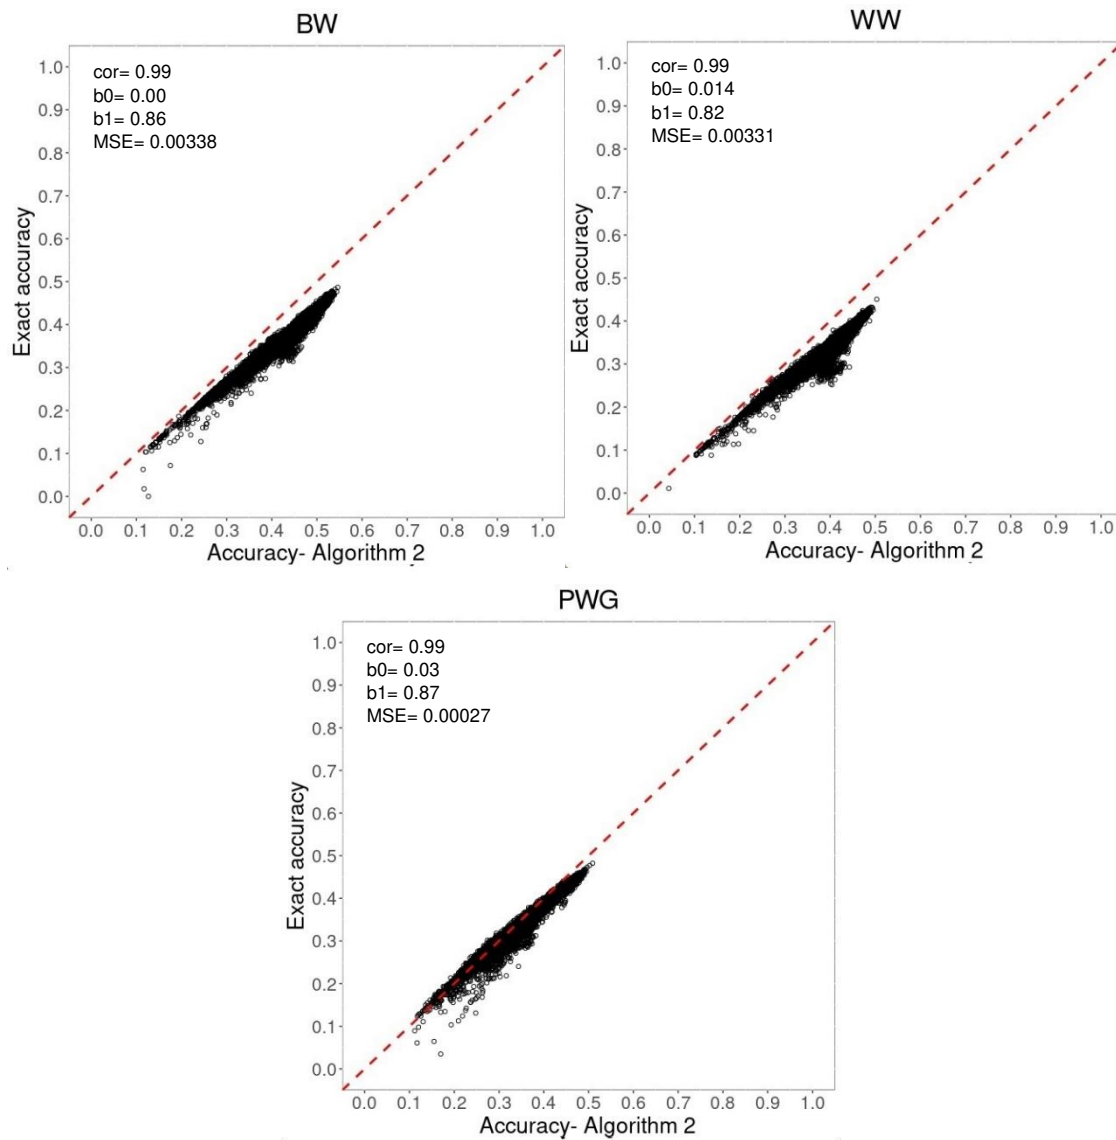 BW
cor= 0.99
b0= 0.00
b1= 0.86
MSE= 0.00338
Exact accuracy
1.0
0.9
0.8
0.7
0.6
0.5
0.4
0.3
0.2
0.1
0.0
0.0 0.1 0.2 0.3 0.4 0.5 0.6 0.7 0.8 0.9 1.0
Accuracy- Algorithm 2
WW
cor= 0.99
b0= 0.014
b1= 0.82
MSE= 0.00331
Exact accuracy
1.0
0.9
0.8
0.7
0.6
0.5
0.4
0.3
0.2
0.1
0.0
0.0 0.1 0.2 0.3 0.4 0.5 0.6 0.7 0.8 0.9 1.0
Accuracy- Algorithm 2
PWG
cor= 0.99
b0= 0.03
b1= 0.87
MSE= 0.00027
Exact accuracy
1.0
0.9
0.8
0.7
0.6
0.5
0.4
0.3
0.2
0.1
0.0
0.0 0.1 0.2 0.3 0.4 0.5 0.6 0.7 0.8 0.9 1.0
Accuracy- Algorithm 2